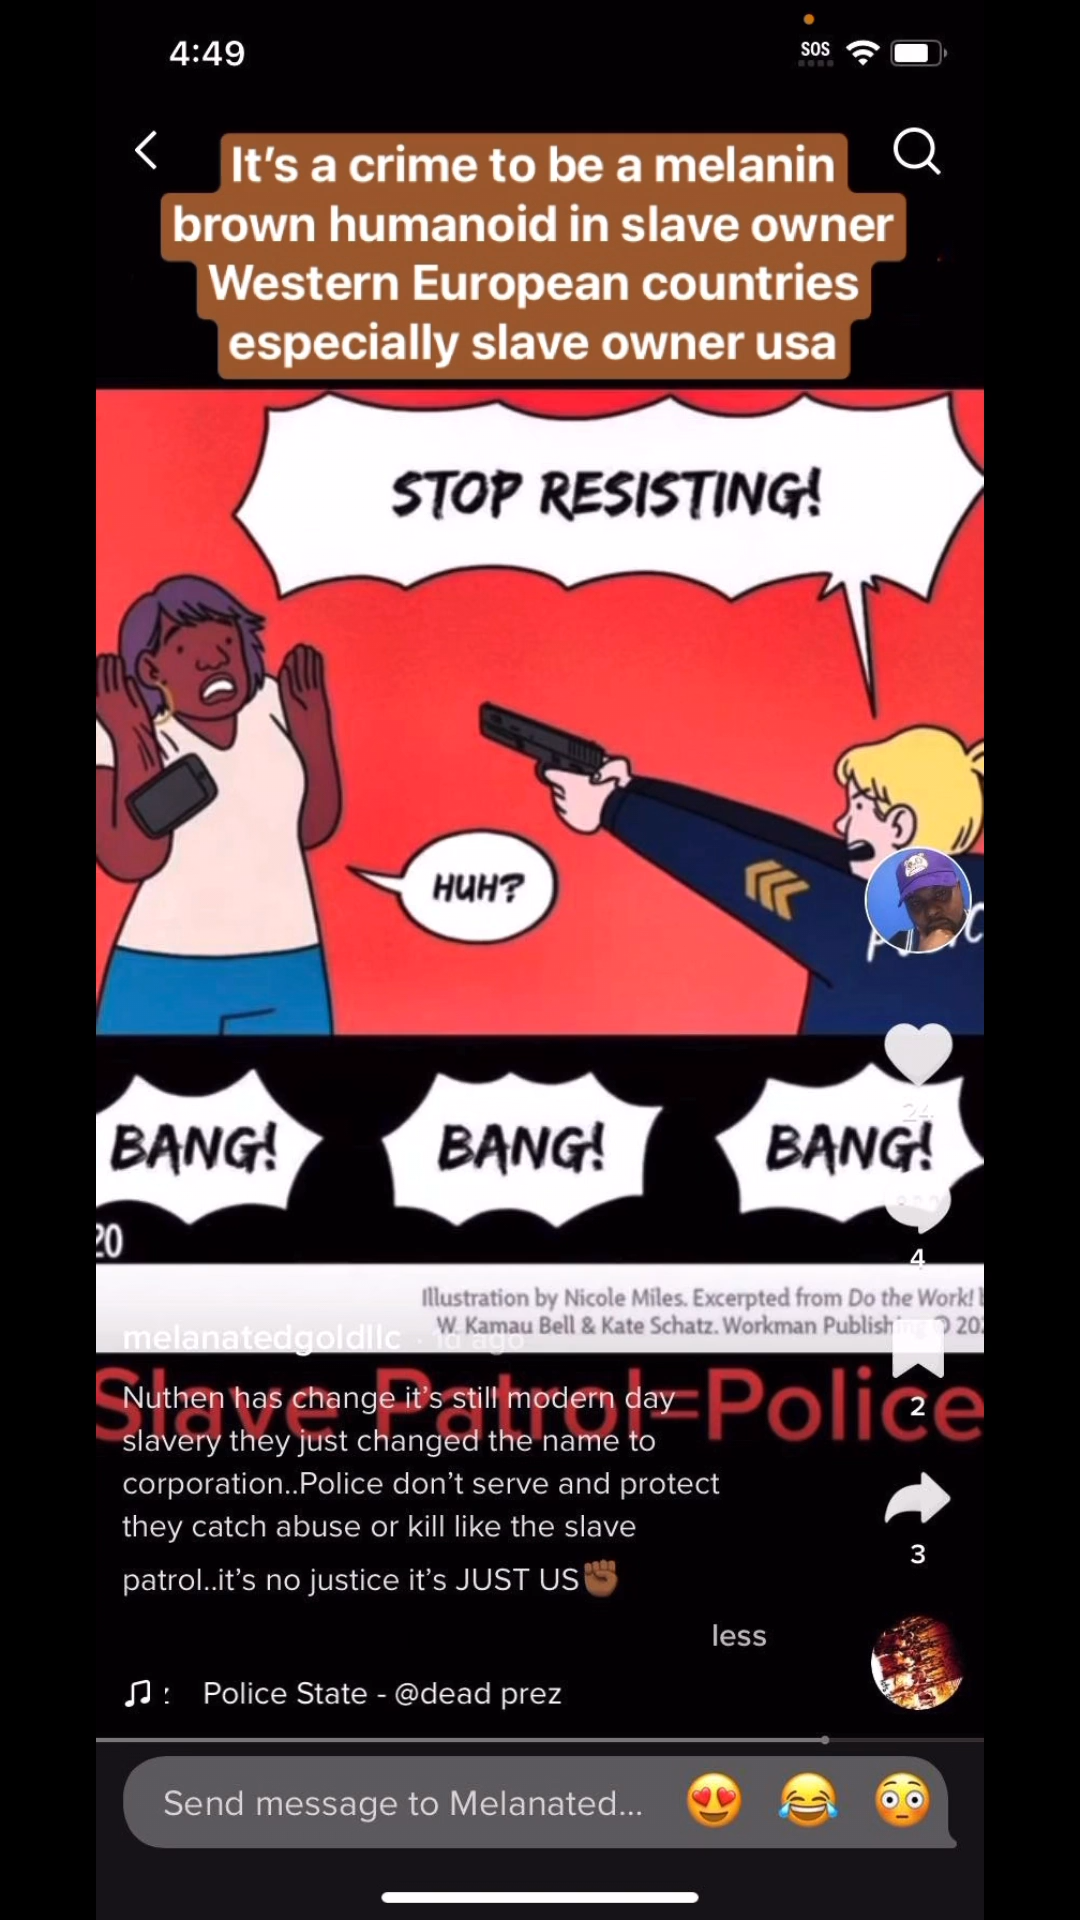 4:49
SOS
It's a crime to be a melanin
brown humanoid in slave owner
Western European countries
especially slave owner usa
STOP RESISTING!
HUH?
BANG! BANG! BANG!
24
4
20
Illustration by Nicole Miles. Excerpted from Do the Work!
W. Kamau Bell & Kate Schatz. Workman
melanatedgoldllc · 1d ago
Slave Patrol=Police
Nuthen has change it's still modern day
slavery they just changed the name to
corporation..Police don't serve and protect
they catch abuse or kill like the slave
patrol..it's no justice it's JUST US✊🏾
2
3
less
Police State - @dead prez
Send message to Melanated...